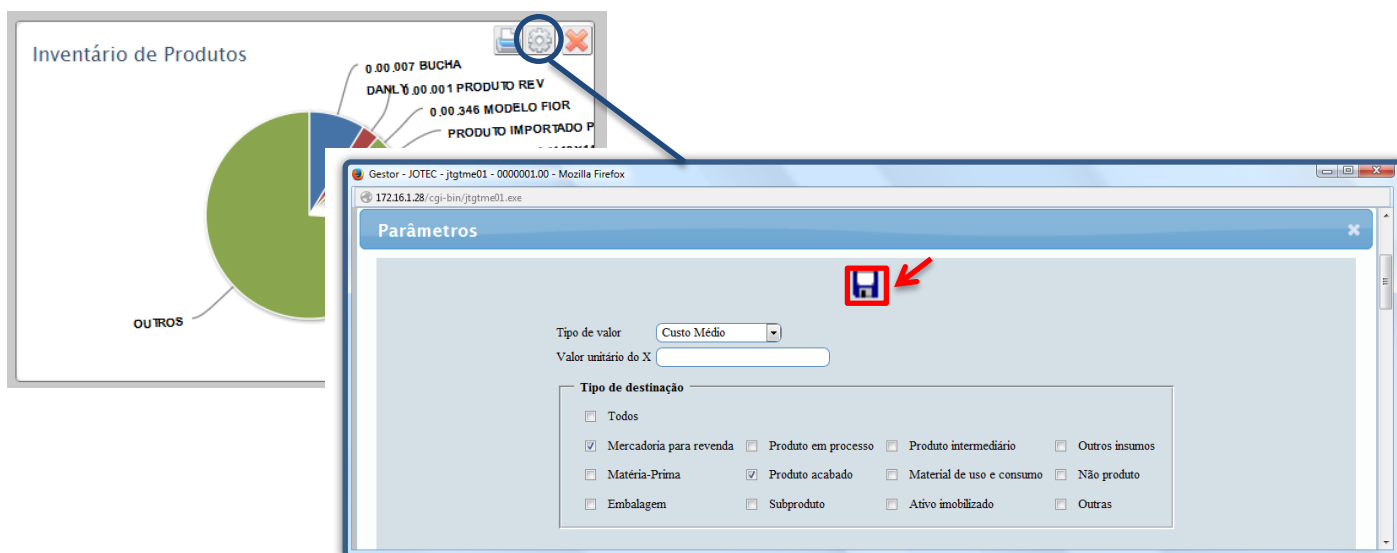 Inventário de Produtos
0.00.007 BUCHA
DANLY
0.00.001 PRODUTO REV
0.00.346 MODELO FIOR
PRODUTO IMPORTADO P
OUTROS
Gestor - JOTEC - jtgtme01 - 0000001.00 - Mozilla Firefox
172.16.1.28/cgi-bin/jtgtme01.exe
Parâmetros
Tipo de valor Custo Médio
Valor unitário do X
Tipo de destinação
Todos
Mercadoria para revenda Produto em processo Produto intermediário Outros insumos
Matéria-Prima Produto acabado Material de uso e consumo Não produto
Embalagem Subproduto Ativo imobilizado Outras